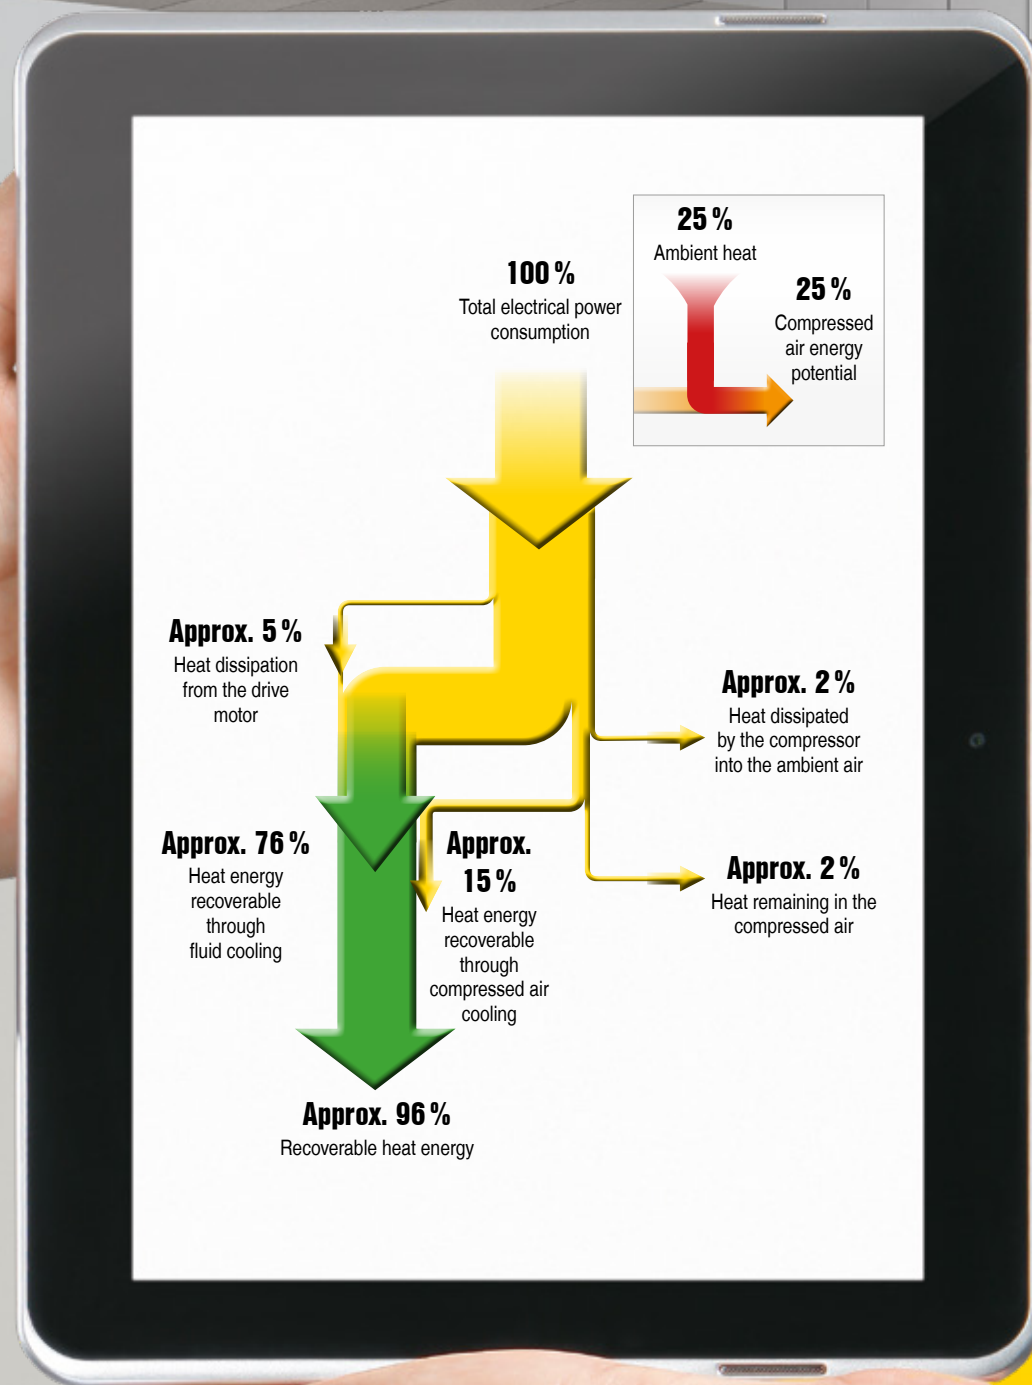 25 %
Ambient heat
100 %
Total electrical power
consumption
25 %
Compressed
air energy
potential
Approx. 5 %
Heat dissipation
from the drive
motor
Approx. 2 %
Heat dissipated
by the compressor
into the ambient air
Approx. 76 %
Heat energy
recoverable
through
fluid cooling
Approx.
15 %
Heat energy
recoverable
through
compressed air
cooling
Approx. 2 %
Heat remaining in the
compressed air
Approx. 96 %
Recoverable heat energy